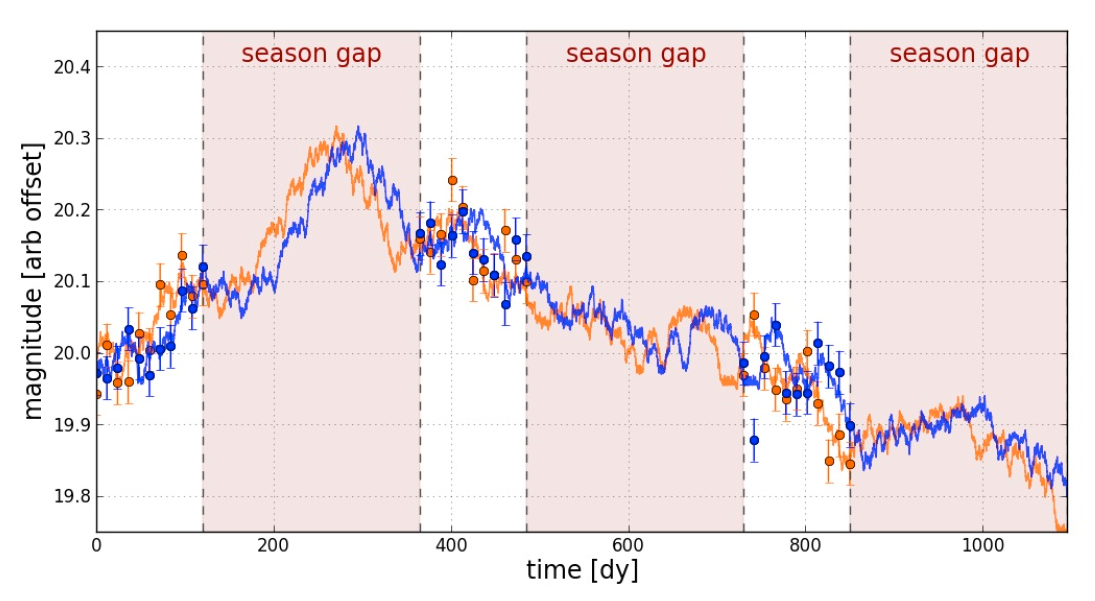 season gap
season gap
season gap
20.4
20.3
20.2
20.1
20.0
19.9
19.8
magnitude [arb offset]
0
200
400
600
800
1000
time [dy]